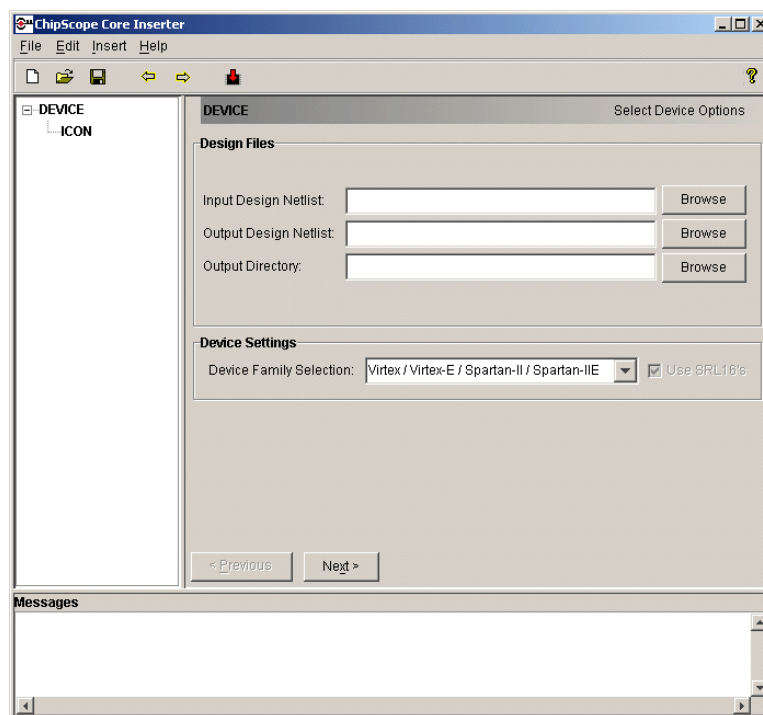 ChipScope Core Inserter
File Edit Insert Help
DEVICE
ICON
DEVICE Select Device Options
Design Files
Input Design Netlist: Browse
Output Design Netlist: Browse
Output Directory: Browse
Device Settings
Device Family Selection: Virtex / Virtex-E / Spartan-II / Spartan-IIE Use SRL16's
< Previous Next >
Messages